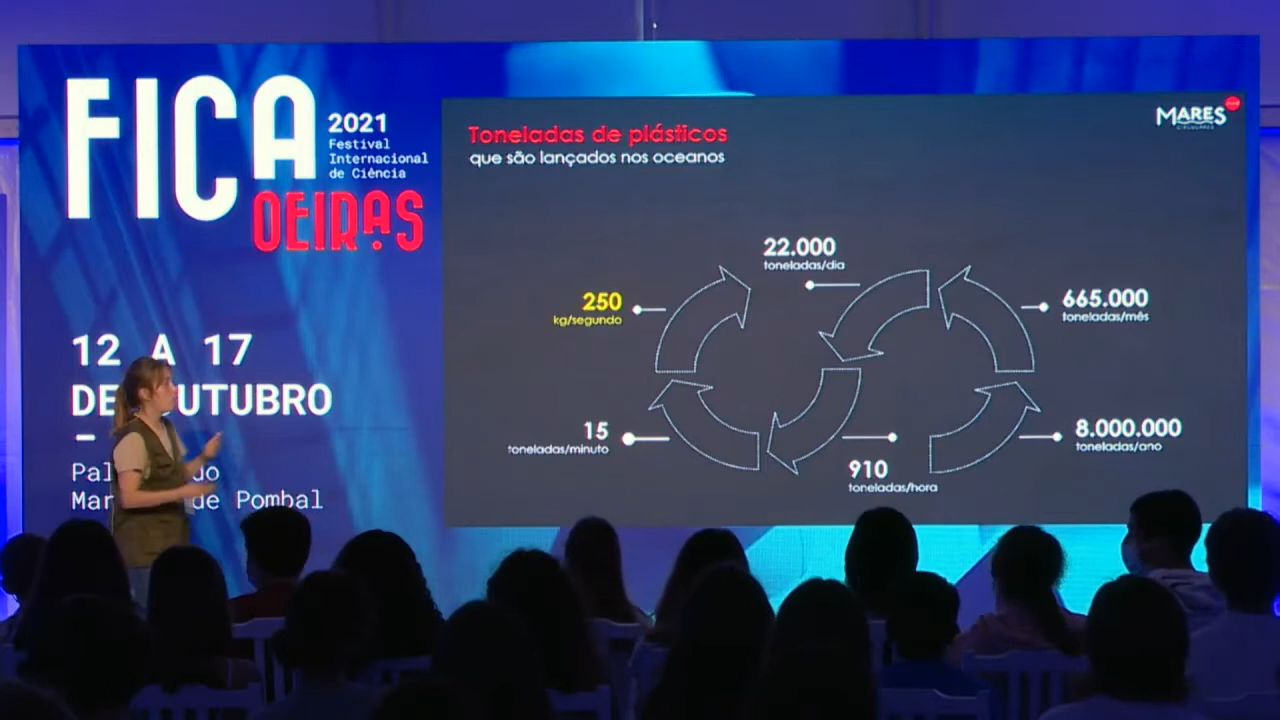 FICA
2021
Festival
Internacional
de Ciência
OEIRAS
12 A 17
DE UTUBRO
–
Pal do
Mar de Pombal
MARES
Toneladas de plásticos
que são lançados nos oceanos
22.000
toneladas/dia
250
kg/segundo
665.000
toneladas/mês
15
toneladas/minuto
910
toneladas/hora
8.000.000
toneladas/ano